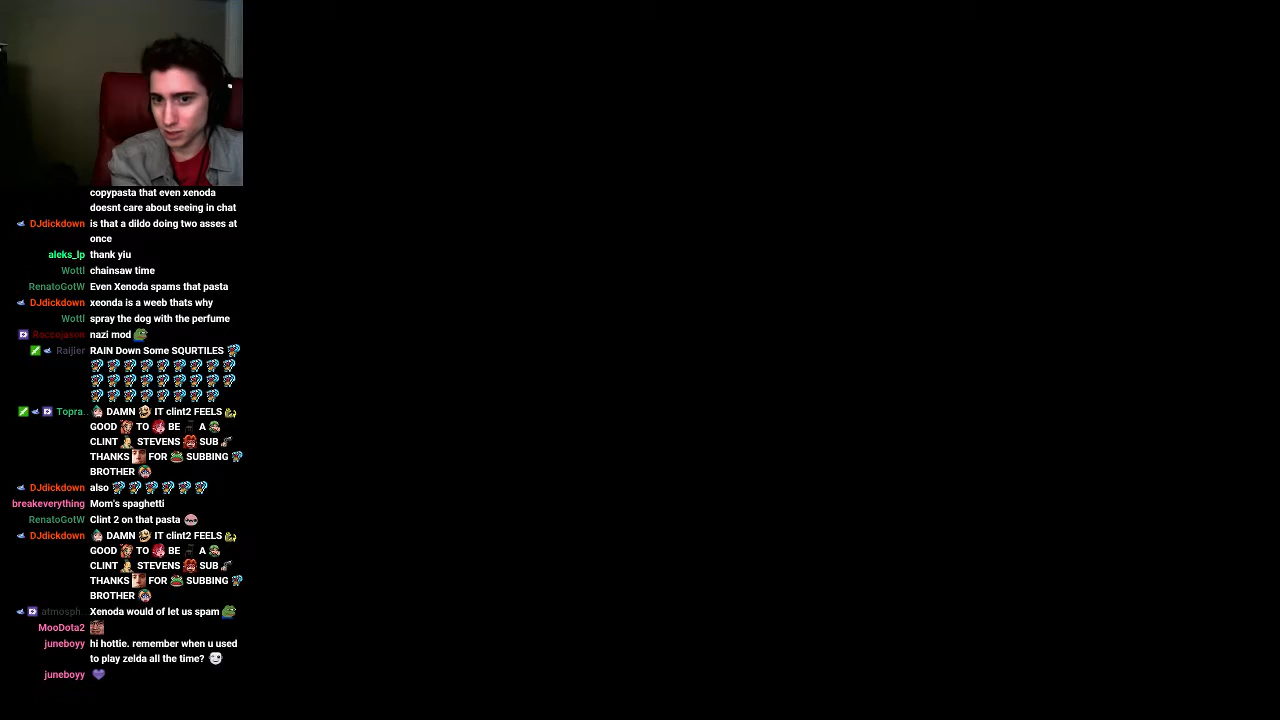 copypasta that even xenoda
doesnt care about seeing in chat
DJdickdown is that a dildo doing two asses at
once
aleks_lp thank yiu
Wottl chainsaw time
RenatoGotW Even Xenoda spams that pasta
DJdickdown xeonda is a weeb thats why
Wottl spray the dog with the perfume
Roccojason nazi mod
Raijier RAIN Down Some SQURTILES
Topra.. DAMN IT clint2 FEELS
GOOD TO BE A
CLINT STEVENS SUB
THANKS FOR SUBBING
BROTHER
DJdickdown also
breakeverything Mom's spaghetti
RenatoGotW Clint 2 on that pasta
DJdickdown DAMN IT clint2 FEELS
GOOD TO BE A
CLINT STEVENS SUB
THANKS FOR SUBBING
BROTHER
atmosph.. Xenoda would of let us spam
MooDota2
juneboyy hi hottie. remember when u used
to play zelda all the time?
juneboyy